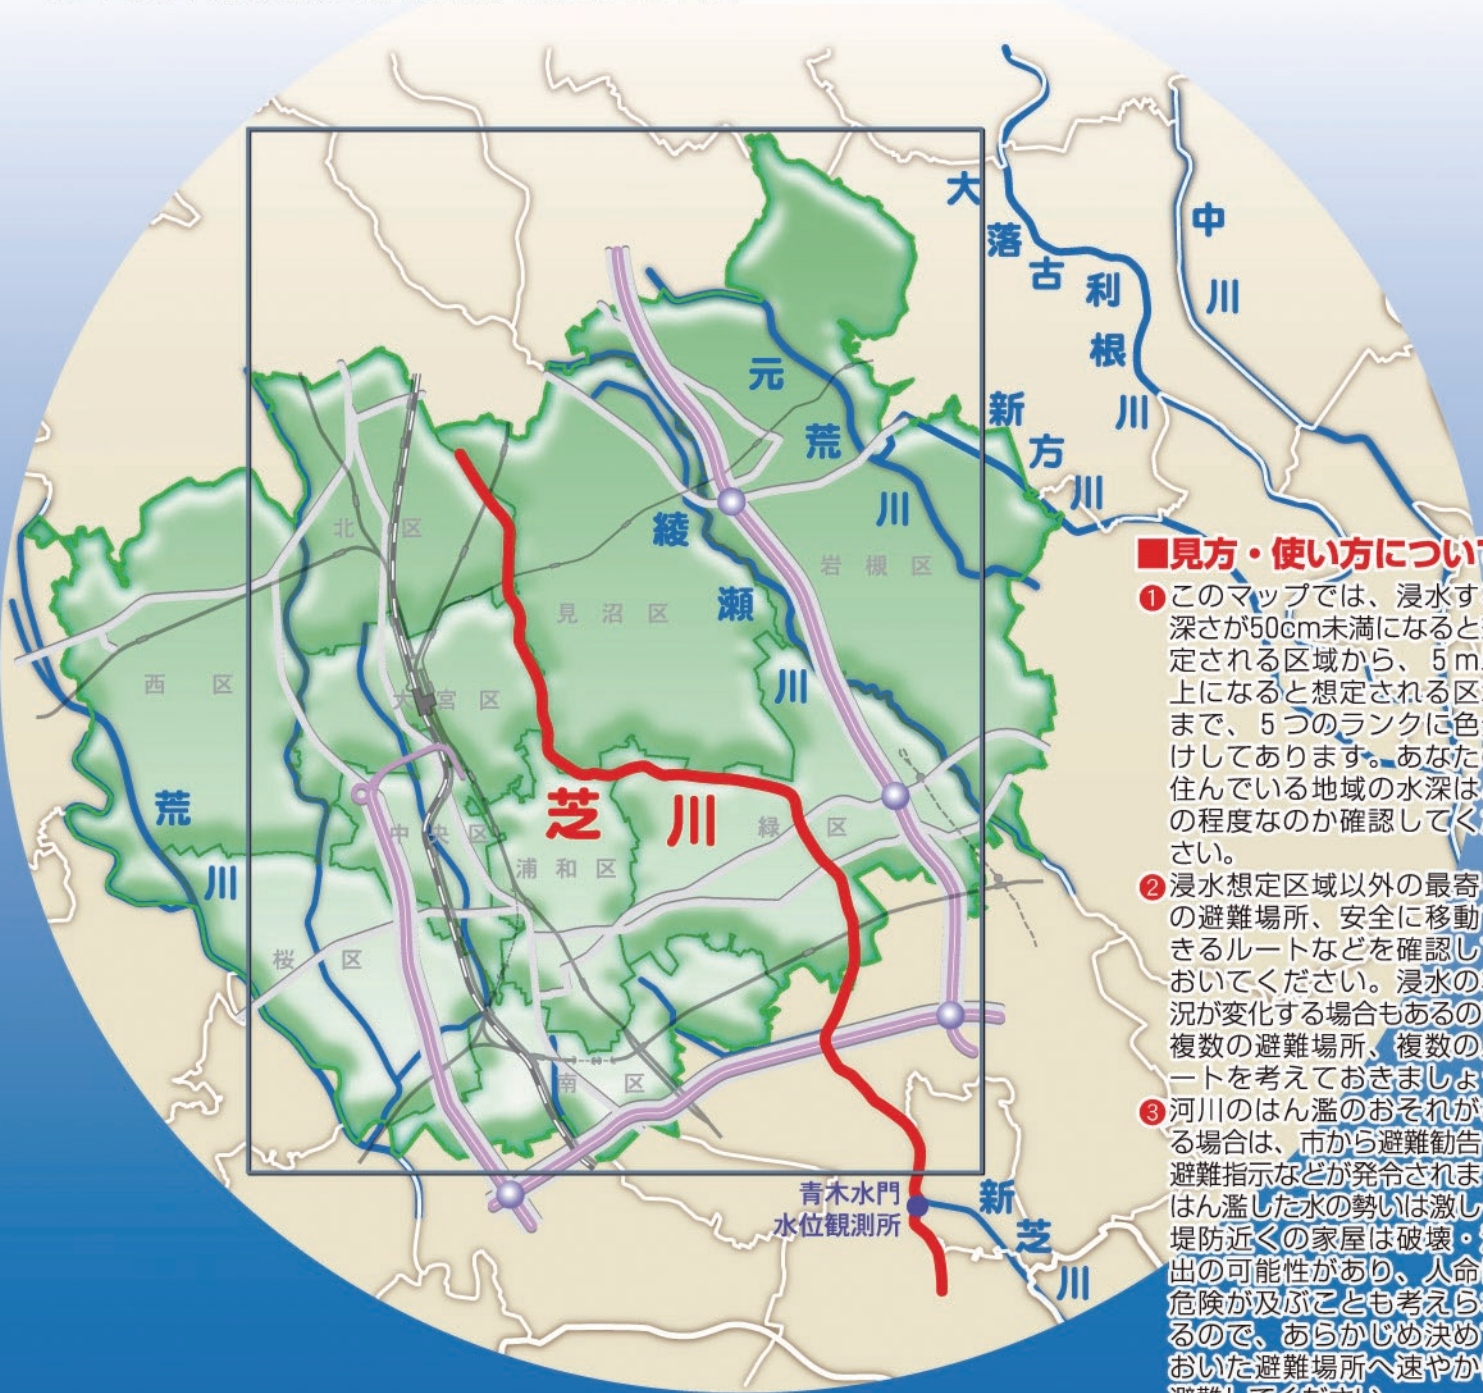 大落古利根川
中川
元荒川
新方川
綾瀬川
北区
岩槻区
見沼区
西区
大宮区
荒川
芝川
中央区
緑区
浦和区
桜区
南区
青木水門
水位観測所
新芝川
■見方・使い方につい
❶このマップでは、浸水す
深さが50cm未満になると
定される区域から、5m
上になると想定される区
まで、5つのランクに色
けしてあります。あなた
住んでいる地域の水深は
の程度なのか確認してく
さい。
❷浸水想定区域以外の最寄
の避難場所、安全に移動
きるルートなどを確認し
おいてください。浸水の
況が変化する場合もあるの
複数の避難場所、複数の
ートを考えておきましょ
❸河川のはん濫のおそれが
る場合は、市から避難勧告
避難指示などが発令されま
はん濫した水の勢いは激し
堤防近くの家屋は破壊・
出の可能性があり、人命
危険が及ぶことも考えら
るので、あらかじめ決め
おいた避難場所へ速やか